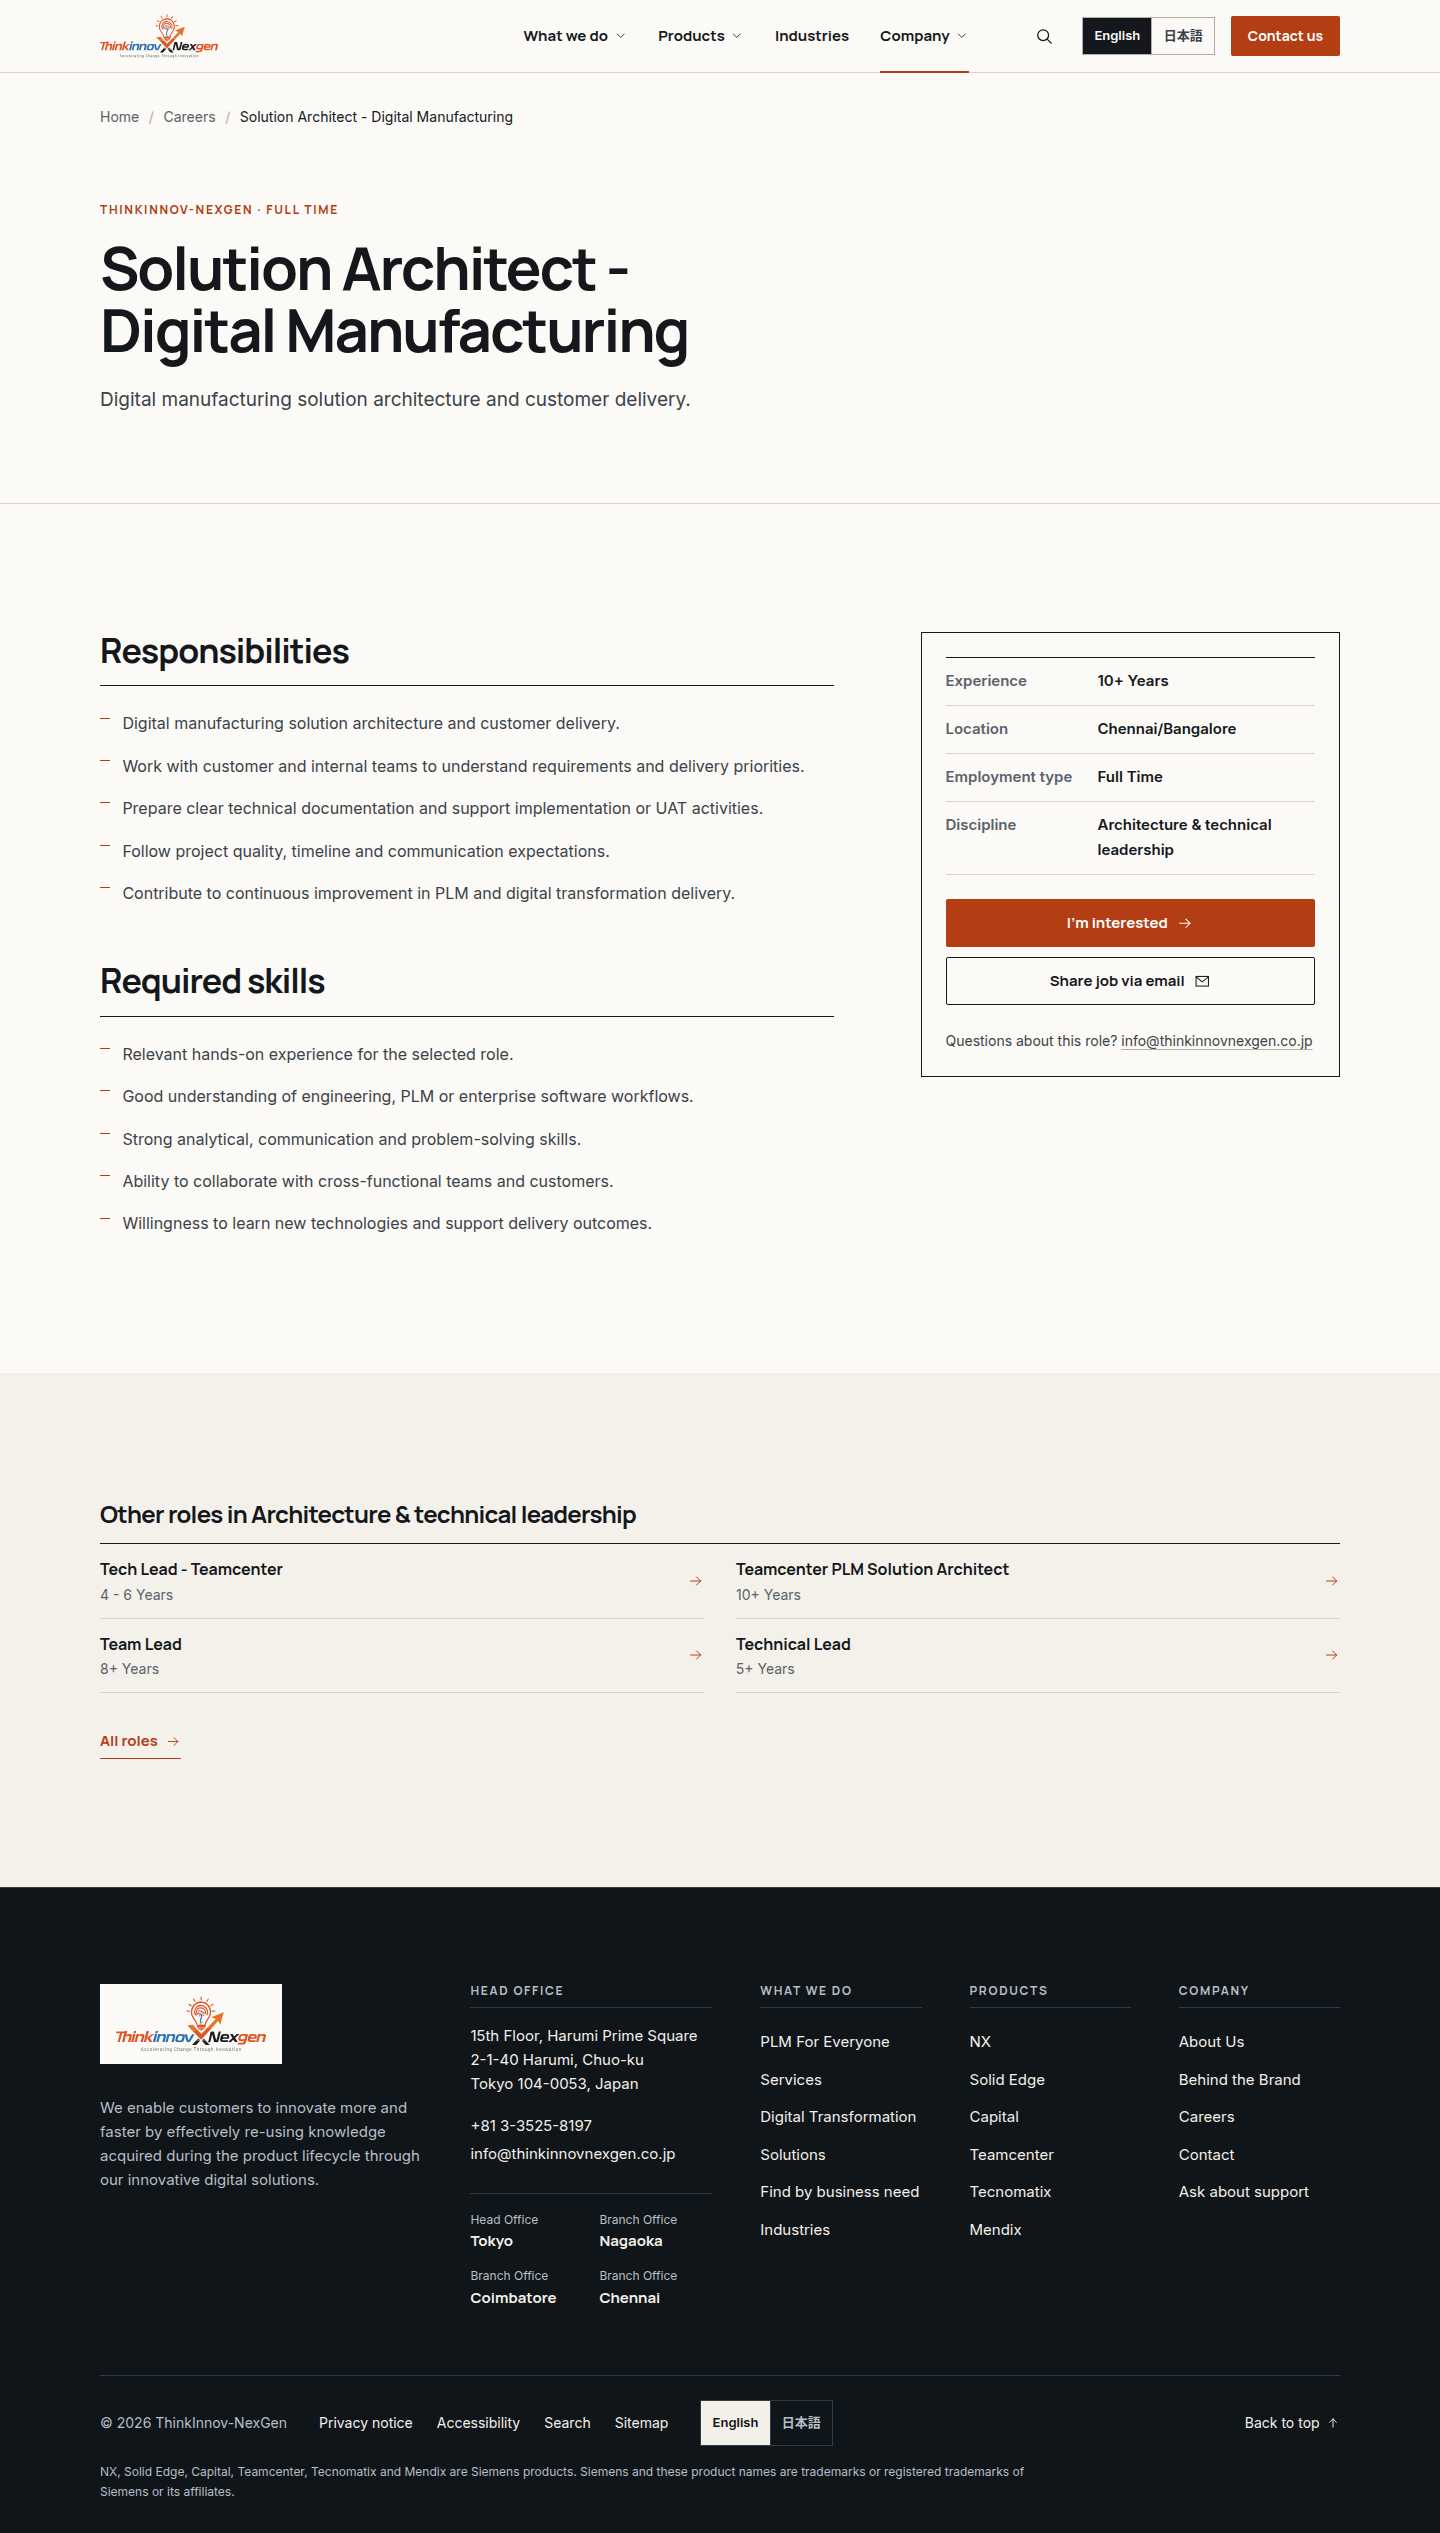 ThinkinnovXNexgen
Accelerating Change Through Innovation
What we do
Products
Industries
Company
English
日本語
Contact us
Home / Careers / Solution Architect - Digital Manufacturing
THINKINNOV-NEXGEN · FULL TIME
Solution Architect -
Digital Manufacturing
Digital manufacturing solution architecture and customer delivery.
Responsibilities
Digital manufacturing solution architecture and customer delivery.
Work with customer and internal teams to understand requirements and delivery priorities.
Prepare clear technical documentation and support implementation or UAT activities.
Follow project quality, timeline and communication expectations.
Contribute to continuous improvement in PLM and digital transformation delivery.
Required skills
Relevant hands-on experience for the selected role.
Good understanding of engineering, PLM or enterprise software workflows.
Strong analytical, communication and problem-solving skills.
Ability to collaborate with cross-functional teams and customers.
Willingness to learn new technologies and support delivery outcomes.
Experience 10+ Years
Location Chennai/Bangalore
Employment type Full Time
Discipline Architecture & technical
leadership
I'm interested →
Share job via email
Questions about this role? info@thinkinnovnexgen.co.jp
Other roles in Architecture & technical leadership
Tech Lead - Teamcenter
4 - 6 Years
→
Teamcenter PLM Solution Architect
10+ Years
→
Team Lead
8+ Years
→
Technical Lead
5+ Years
→
All roles →
ThinkinnovXNexgen
Accelerating Change Through Innovation
We enable customers to innovate more and
faster by effectively re-using knowledge
acquired during the product lifecycle through
our innovative digital solutions.
HEAD OFFICE
15th Floor, Harumi Prime Square
2-1-40 Harumi, Chuo-ku
Tokyo 104-0053, Japan
+81 3-3525-8197
info@thinkinnovnexgen.co.jp
Head Office
Tokyo
Branch Office
Nagaoka
Branch Office
Coimbatore
Branch Office
Chennai
WHAT WE DO
PLM For Everyone
Services
Digital Transformation
Solutions
Find by business need
Industries
PRODUCTS
NX
Solid Edge
Capital
Teamcenter
Tecnomatix
Mendix
COMPANY
About Us
Behind the Brand
Careers
Contact
Ask about support
© 2026 ThinkInnov-NexGen
Privacy notice
Accessibility
Search
Sitemap
English
日本語
Back to top ↑
NX, Solid Edge, Capital, Teamcenter, Tecnomatix and Mendix are Siemens products. Siemens and these product names are trademarks or registered trademarks of
Siemens or its affiliates.